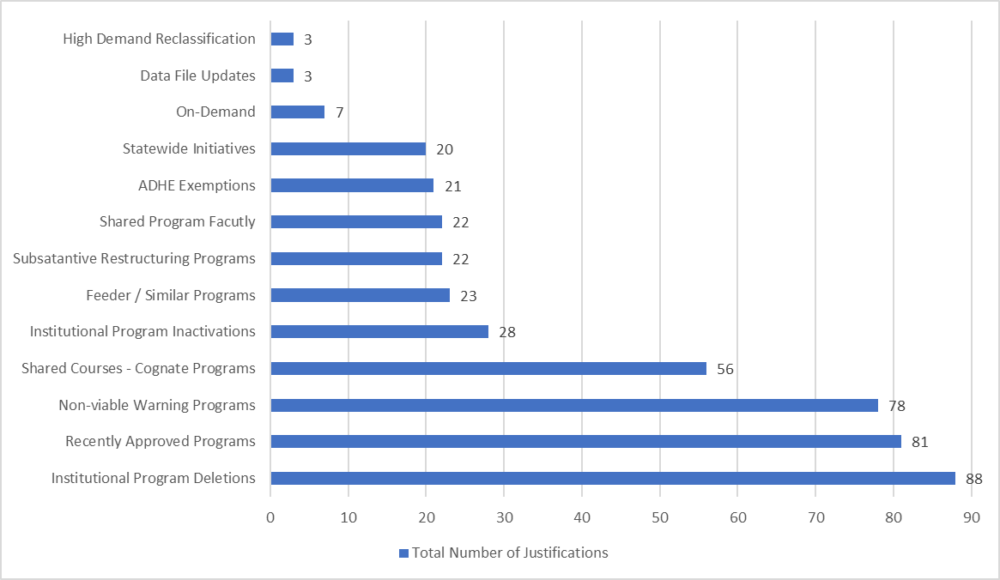 High Demand Reclassification 3
Data File Updates 3
On-Demand 7
Statewide Initiatives 20
ADHE Exemptions 21
Shared Program Facutly 22
Subsatantive Restructuring Programs 22
Feeder / Similar Programs 23
Institutional Program Inactivations 28
Shared Courses - Cognate Programs 56
Non-viable Warning Programs 78
Recently Approved Programs 81
Institutional Program Deletions 88
0 10 20 30 40 50 60 70 80 90
Total Number of Justifications